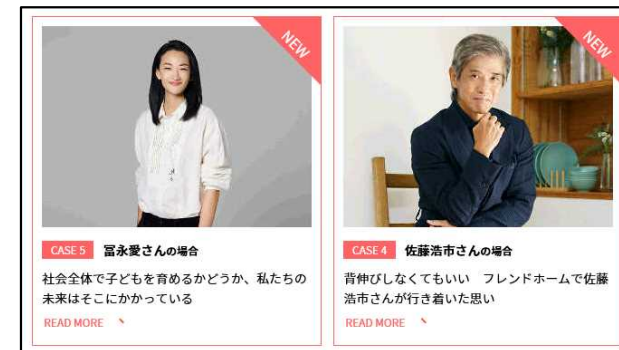 NEW
CASE 5 冨永愛さんの場合
社会全体で子どもを育めるかどうか、私たちの
未来はそこにかかっている
READ MORE
NEW
CASE 4 佐藤浩市さんの場合
背伸びしなくてもいい　フレンドホームで佐藤
浩市さんが行き着いた思い
READ MORE